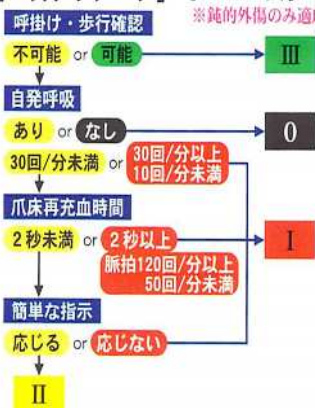 呼掛け・歩行確認
※鈍的外傷のみ適
不可能 or 可能
III
自発呼吸
あり or なし
0
30回/分未満 or 30回/分以上
10回/分未満
爪床再充血時間
2秒未満 or 2秒以上
I
脈拍120回/分以上
50回/分未満
簡単な指示
応じる or 応じない
II